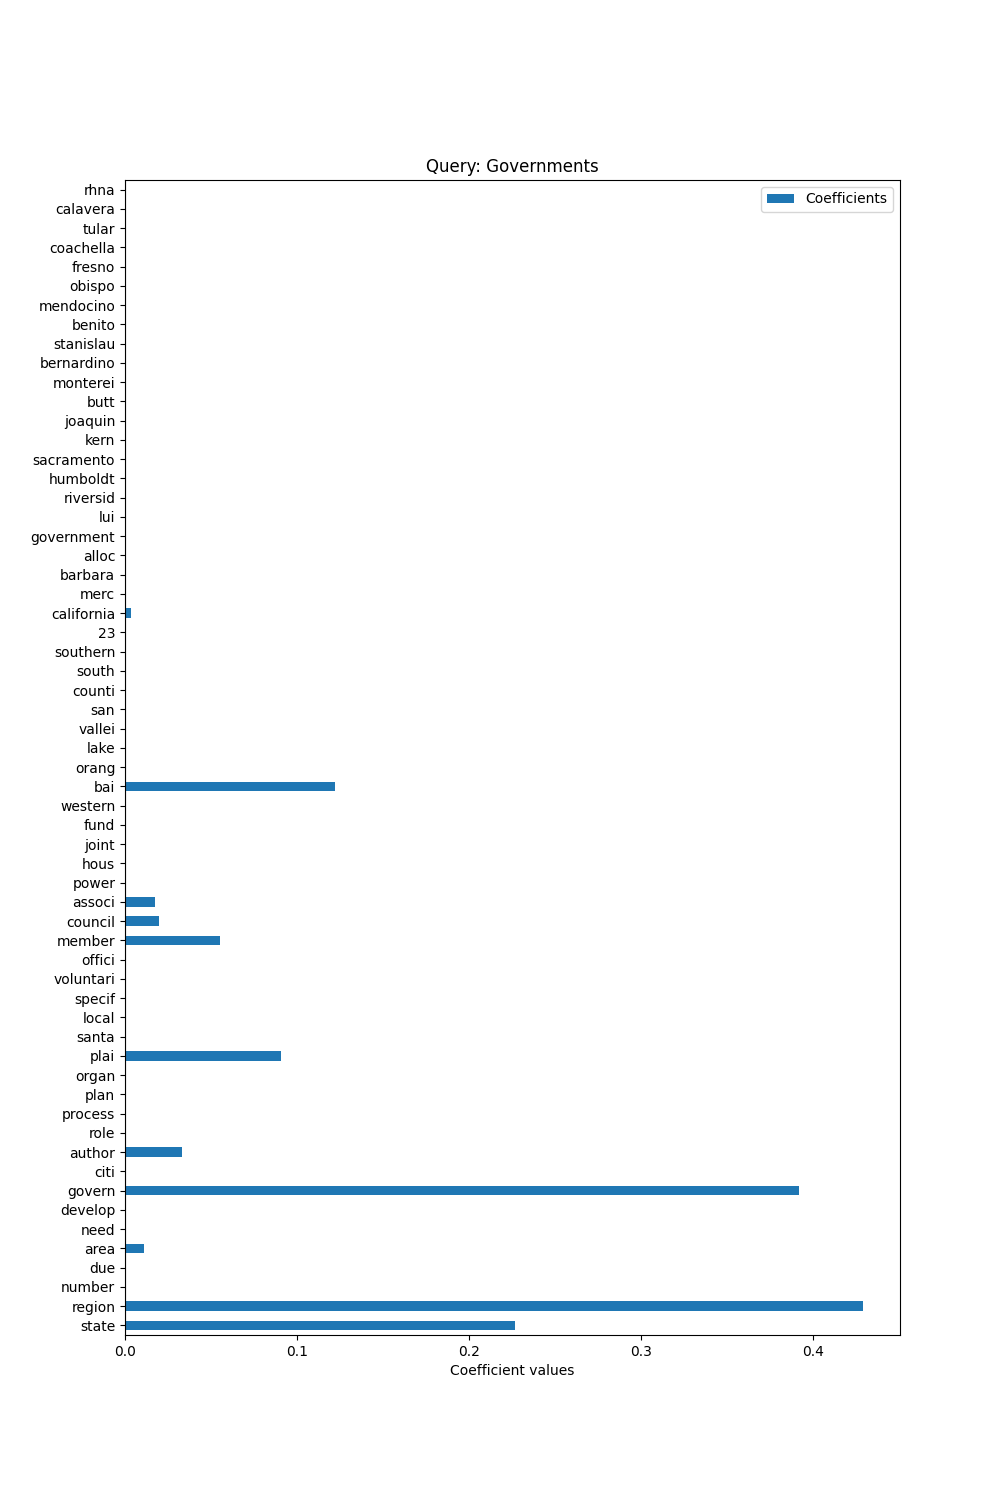 Query: Governments
Coefficients
rhna
calavera
tular
coachella
fresno
obispo
mendocino
benito
stanislau
bernardino
monterei
butt
joaquin
kern
sacramento
humboldt
riversid
lui
government
alloc
barbara
merc
california
23
southern
south
counti
san
vallei
lake
orang
bai
western
fund
joint
hous
power
associ
council
member
offici
voluntari
specif
local
santa
plai
organ
plan
process
role
author
citi
govern
develop
need
area
due
number
region
state
0.0 0.1 0.2 0.3 0.4
Coefficient values